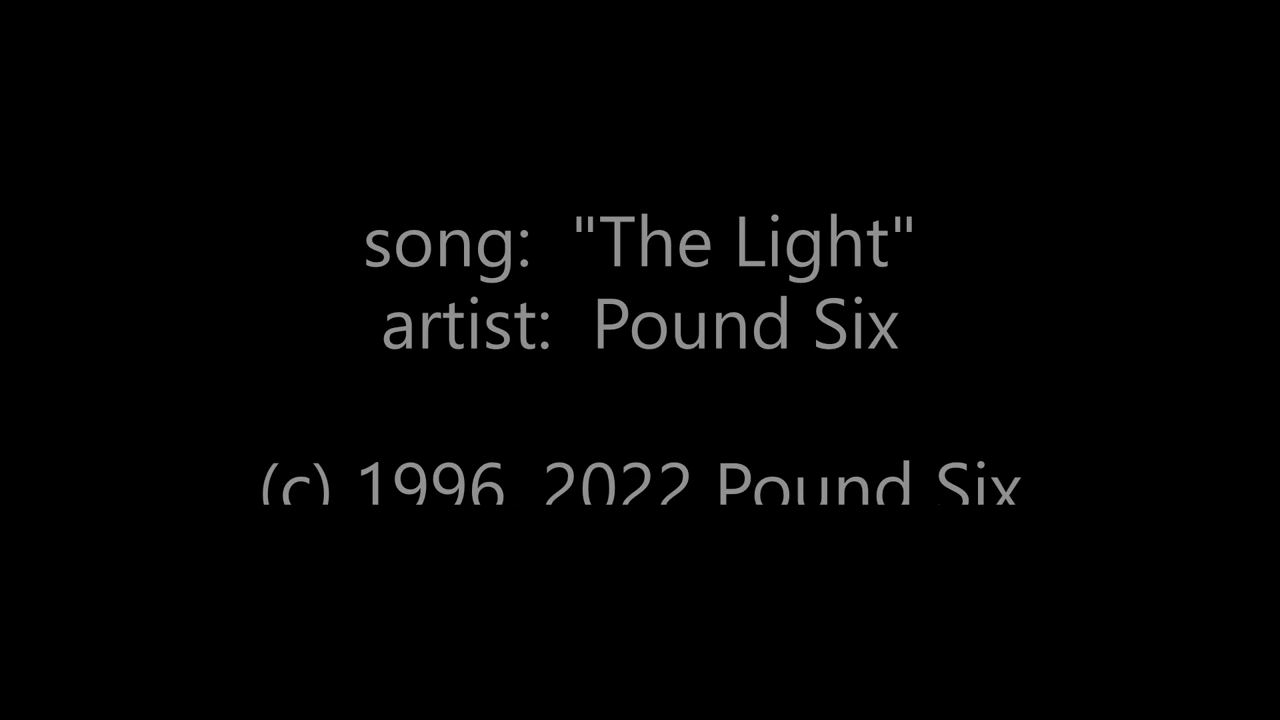 song:  "The Light"
artist:  Pound Six
(c) 1996, 2022 Pound Six